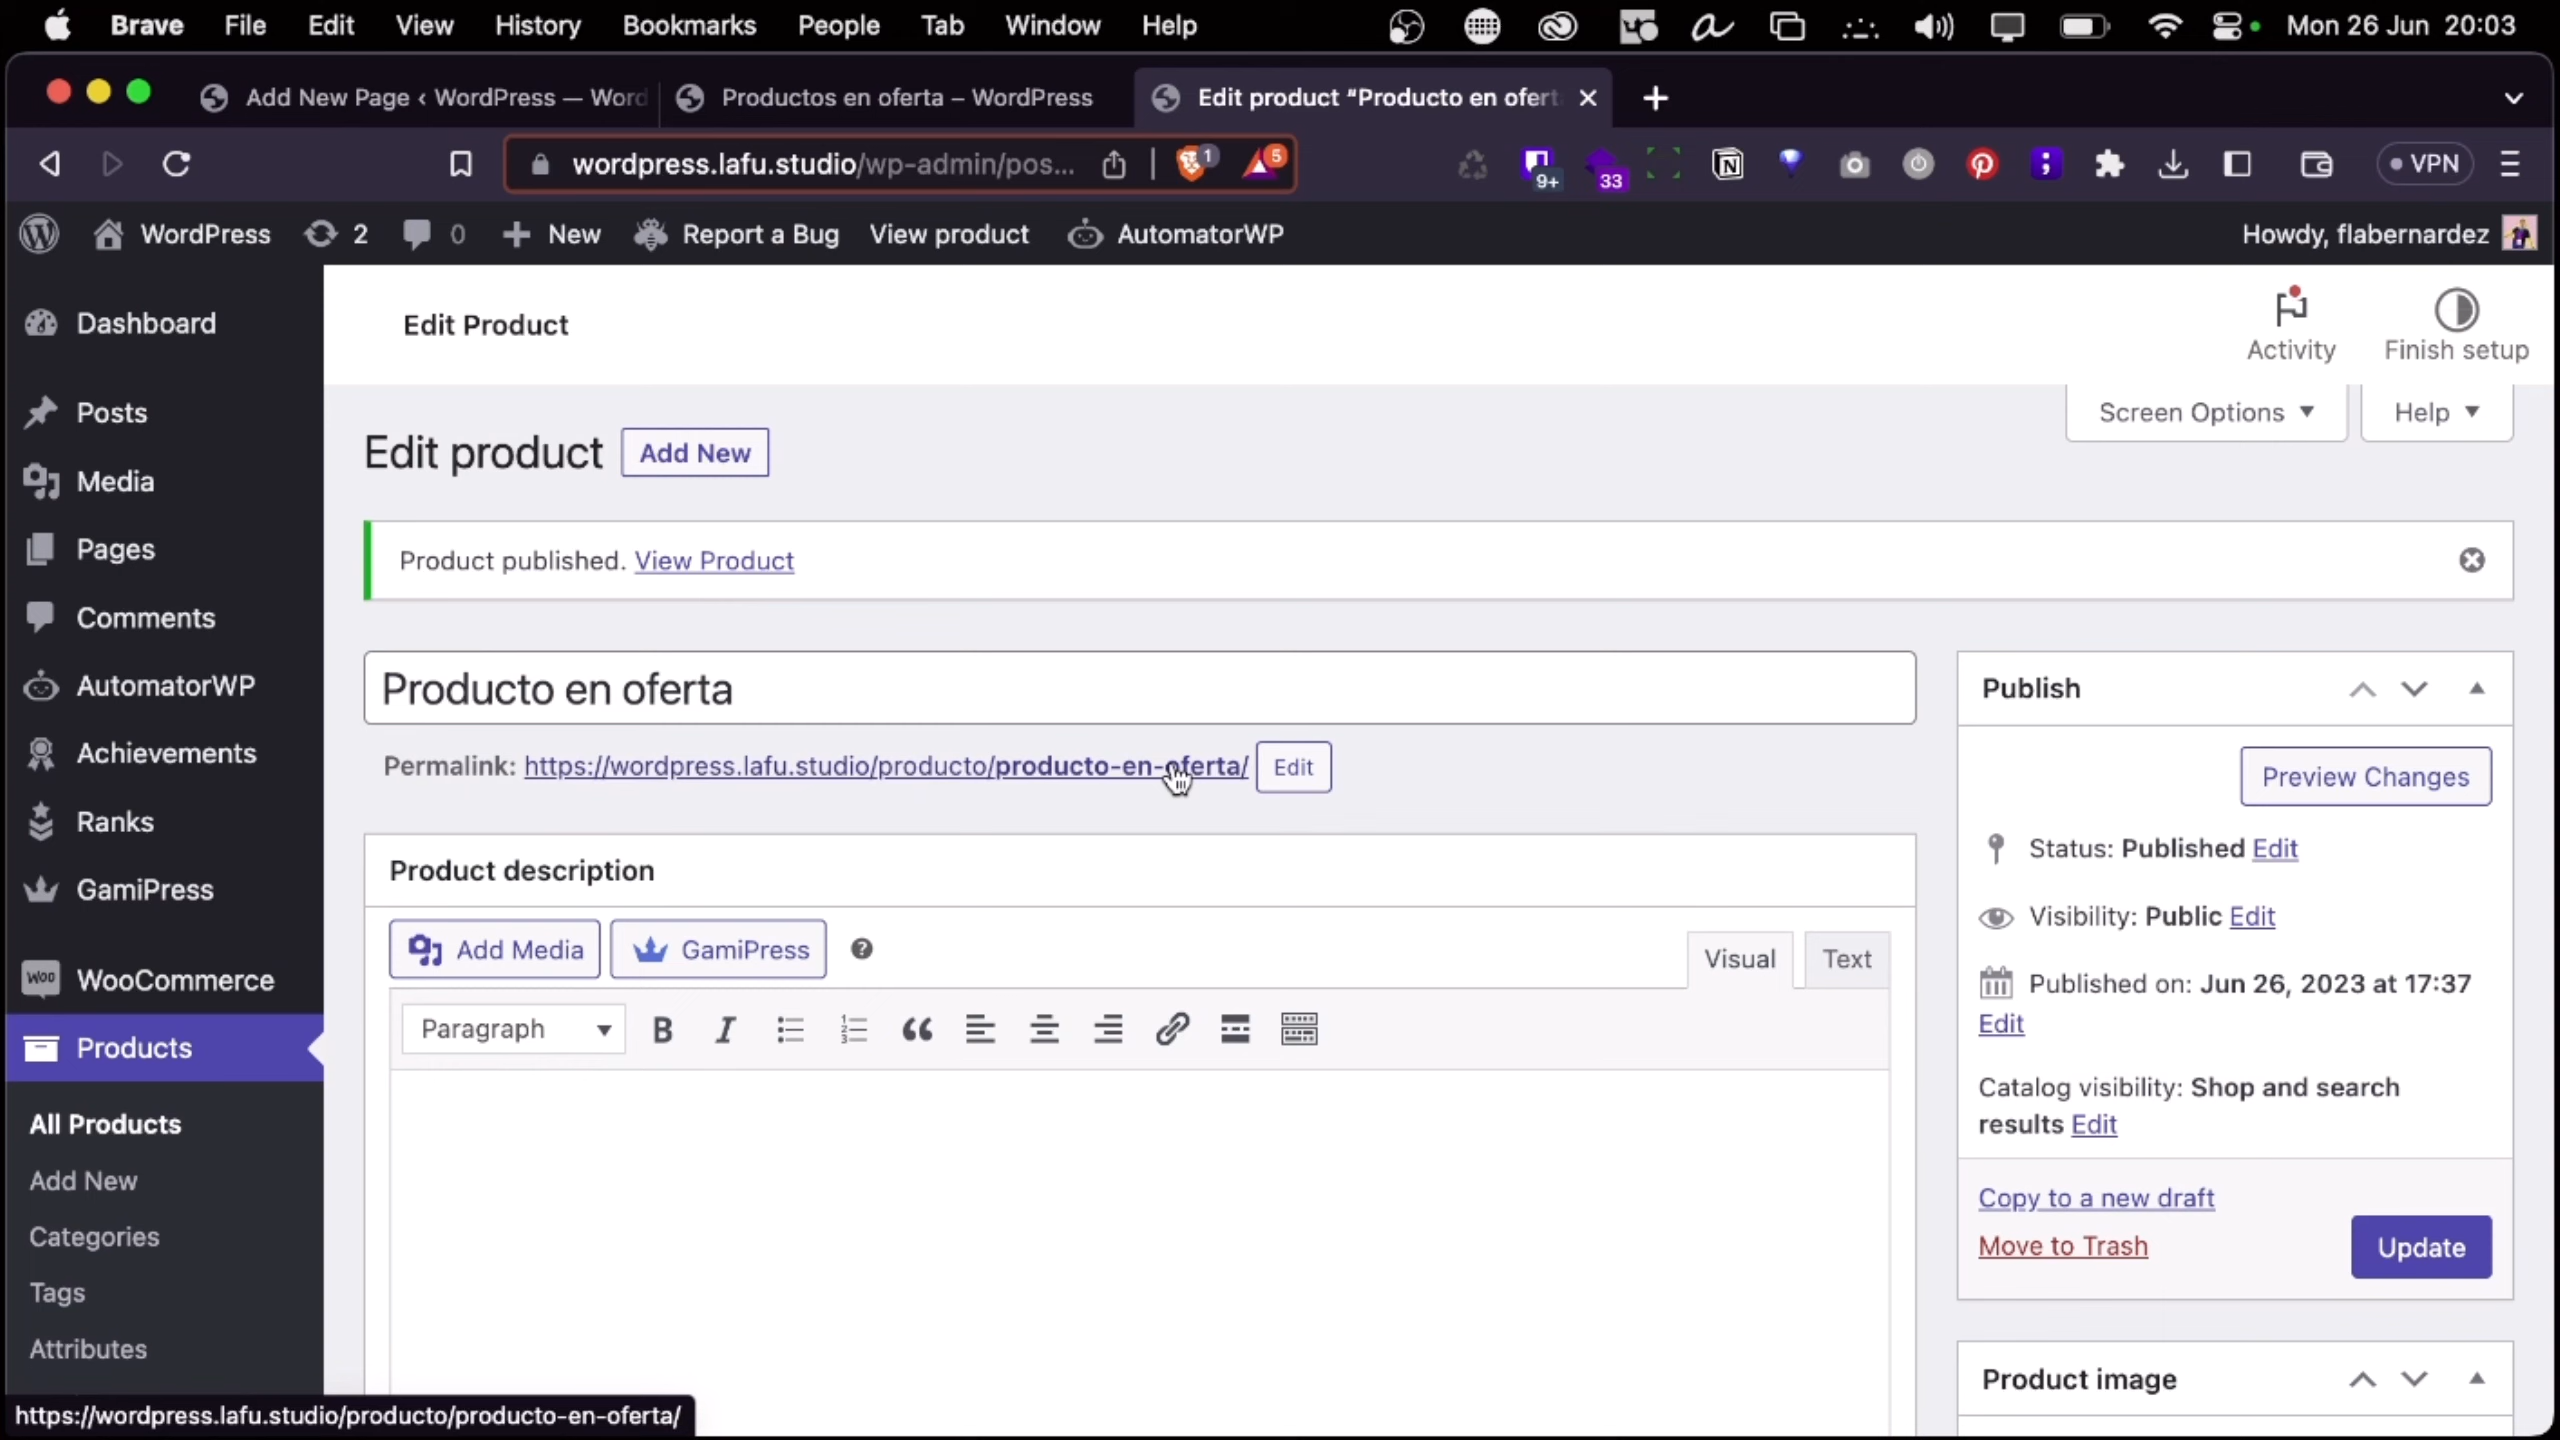 Brave File Edit View History Bookmarks People Tab Window Help Mon 26 Jun 20:03
Add New Page ‹ WordPress — Word Productos en oferta – WordPress Edit product “Producto en ofert
wordpress.lafu.studio/wp-admin/pos... 1 5 9+ 33 VPN
WordPress 2 0 New Report a Bug View product AutomatorWP Howdy, flabernardez
Dashboard
Posts
Media
Pages
Comments
AutomatorWP
Achievements
Ranks
GamiPress
WooCommerce
Products
All Products
Add New
Categories
Tags
Attributes
Edit Product
Activity
Finish setup
Screen Options
Help
Edit product Add New
Product published. View Product
Producto en oferta
Permalink: https://wordpress.lafu.studio/producto/producto-en-oferta/ Edit
Product description
Add Media GamiPress
Visual Text
Paragraph
Publish
Preview Changes
Status: Published Edit
Visibility: Public Edit
Published on: Jun 26, 2023 at 17:37
Edit
Catalog visibility: Shop and search
results Edit
Copy to a new draft
Move to Trash
Update
Product image
https://wordpress.lafu.studio/producto/producto-en-oferta/